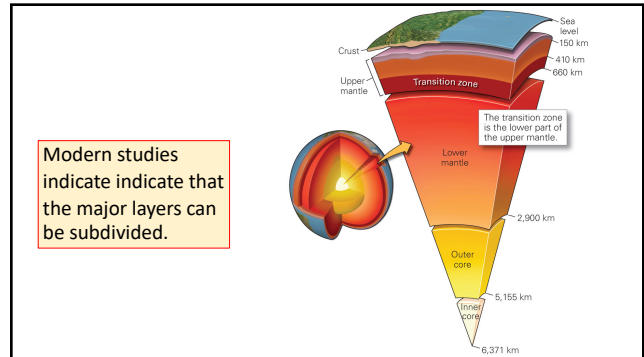 Modern studies
indicate indicate that
the major layers can
be subdivided.
Sea
level
150 km
Crust
410 km
660 km
Upper
mantle
Transition zone
The transition zone
is the lower part of
the upper mantle.
Lower
mantle
2,900 km
Outer
core
5,155 km
Inner
core
6,371 km